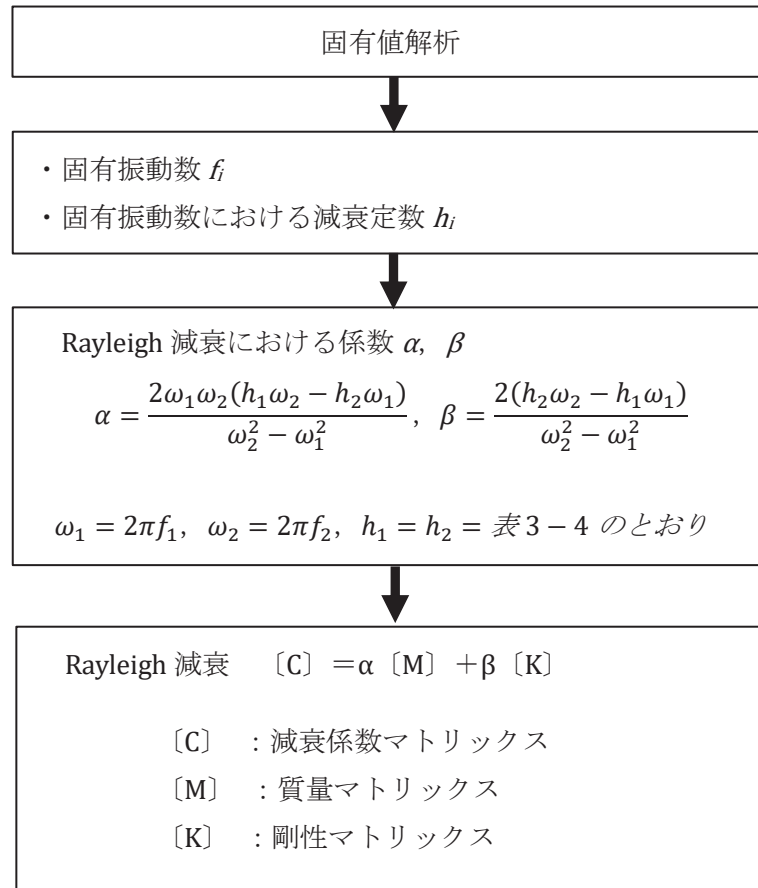 固有値解析
・固有振動数 fᵢ
・固有振動数における減衰定数 hᵢ
Rayleigh 減衰における係数 α, β
α = 2ω₁ω₂(h₁ω₂ − h₂ω₁) / (ω₂² − ω₁²), β = 2(h₂ω₂ − h₁ω₁) / (ω₂² − ω₁²)
ω₁ = 2πf₁, ω₂ = 2πf₂, h₁ = h₂ = 表 3 − 4 のとおり
Rayleigh 減衰 〔C〕＝α〔M〕＋β〔K〕
〔C〕：減衰係数マトリックス
〔M〕：質量マトリックス
〔K〕：剛性マトリックス